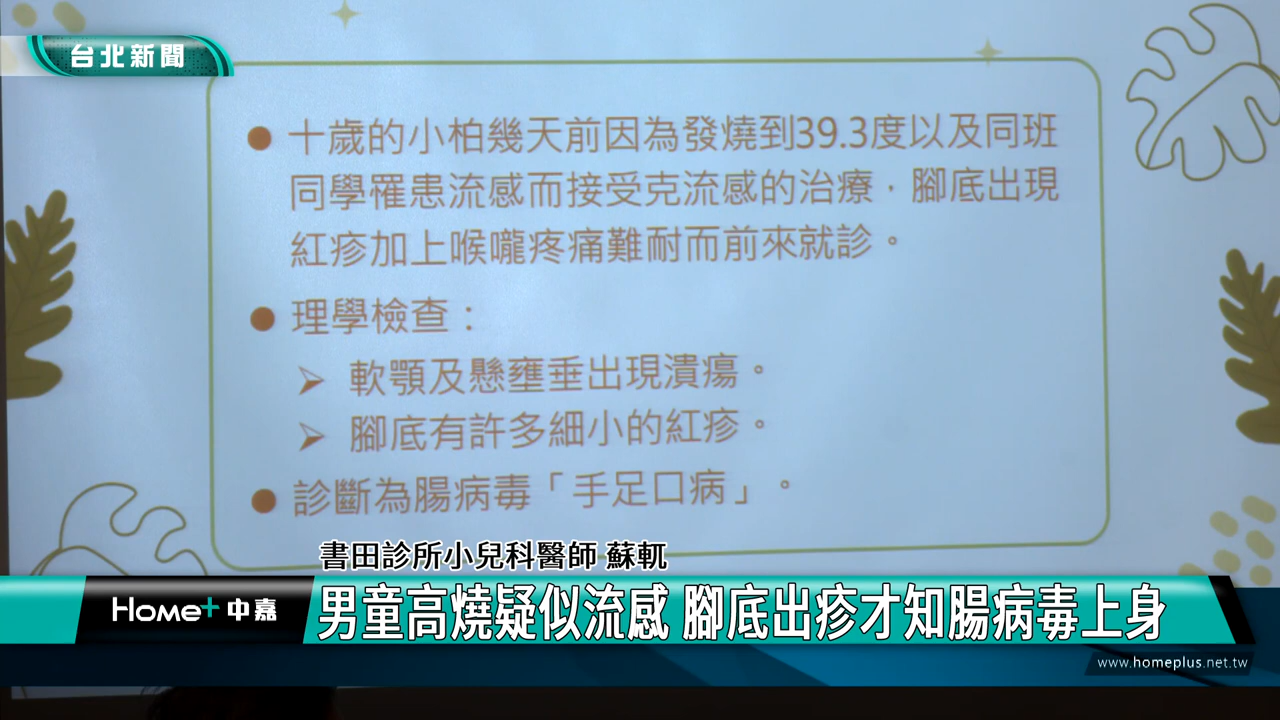 台北新聞
十歲的小柏幾天前因為發燒到39.3度以及同班
同學罹患流感而接受克流感的治療，腳底出現
紅疹加上喉嚨疼痛難耐而前來就診。
理學檢查：
軟顎及懸壅垂出現潰瘍。
腳底有許多細小的紅疹。
診斷為腸病毒「手足口病」。
書田診所小兒科醫師 蘇軏
Home+中嘉
男童高燒疑似流感 腳底出疹才知腸病毒上身
www.homeplus.net.tw